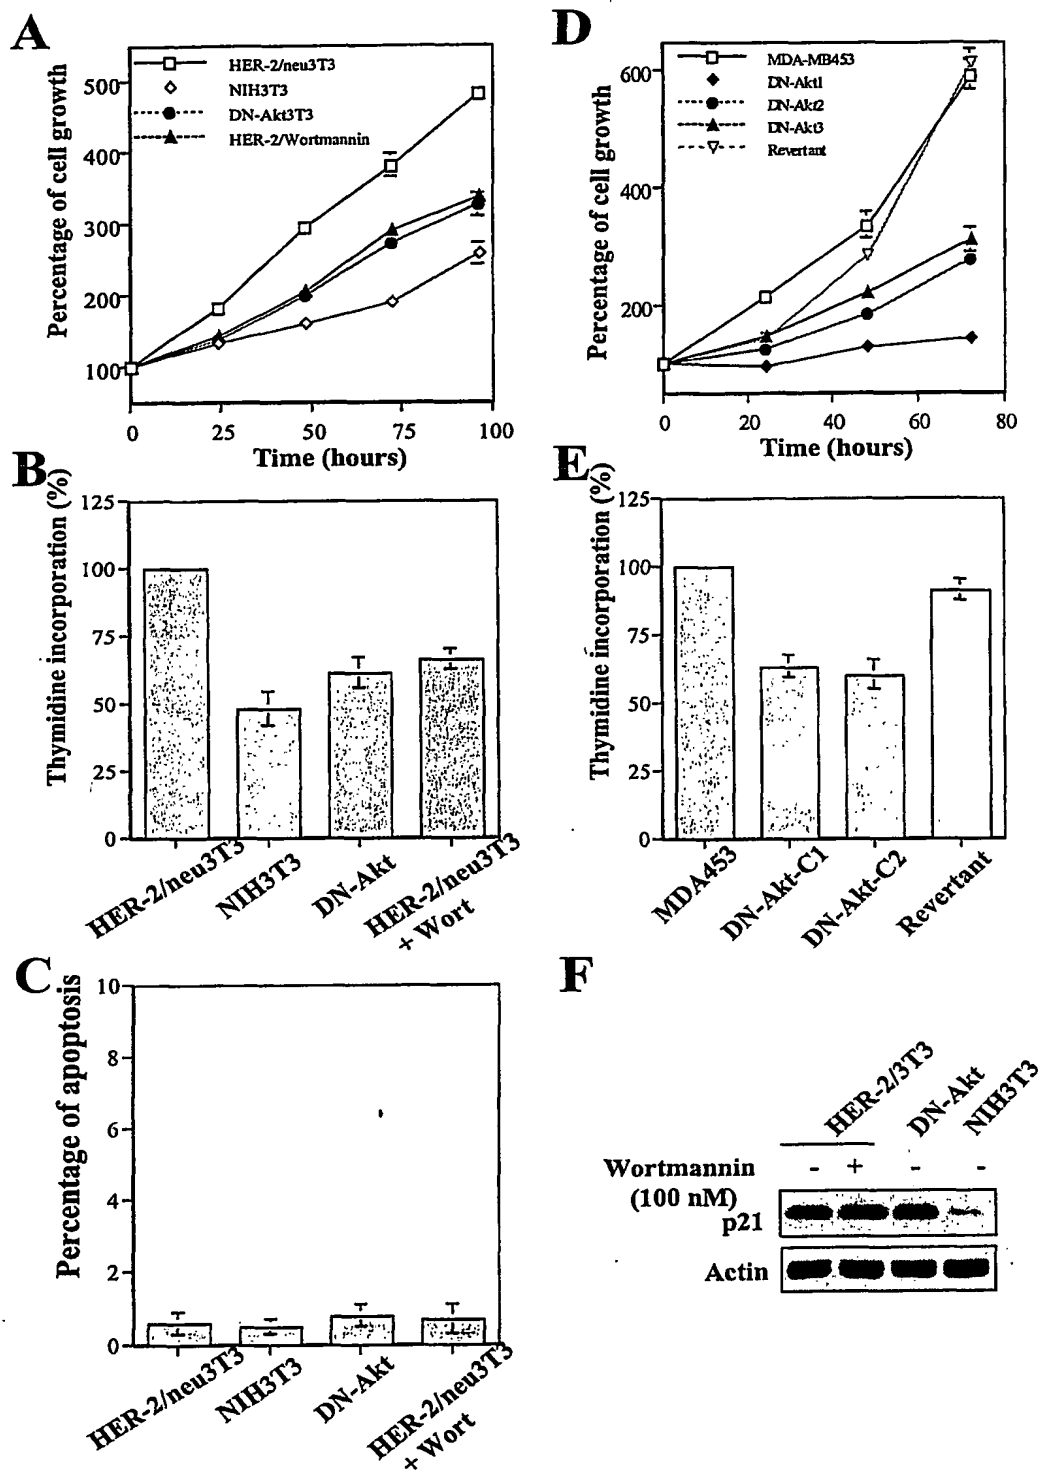 A
Percentage of cell growth
HER-2/neu3T3
NIH3T3
DN-Akt3T3
HER-2/Wortmannin
500
400
300
200
100
0
25
50
75
100
Time (hours)
D
Percentage of cell growth
MDA-MB453
DN-Akt1
DN-Akt2
DN-Akt3
Revertant
600
400
200
0
20
40
60
80
Time (hours)
B
Thymidine incorporation (%)
125
100
75
50
25
0
HER-2/neu3T3
NIH3T3
DN-Akt
HER-2/neu3T3
+ Wort
E
Thymidine incorporation (%)
125
100
75
50
25
0
MDA453
DN-Akt-C1
DN-Akt-C2
Revertant
C
Percentage of apoptosis
10
8
6
4
2
0
HER-2/neu3T3
NIH3T3
DN-Akt
HER-2/neu3T3
+ Wort
F
HER-2/3T3
DN-Akt
NIH3T3
Wortmannin - + - -
(100 nM)
p21
Actin